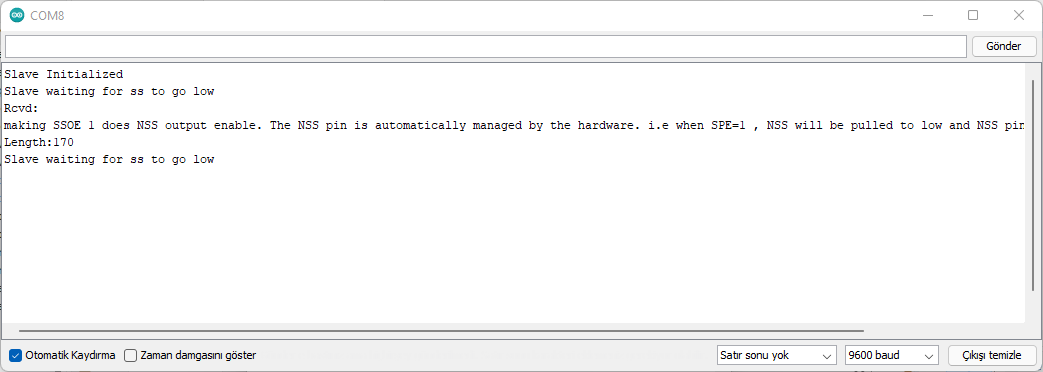 COM8
Gönder
Slave Initialized
Slave waiting for ss to go low
Rcvd:
making SSOE 1 does NSS output enable. The NSS pin is automatically managed by the hardware. i.e when SPE=1 , NSS will be pulled to low and NSS pin
Length:170
Slave waiting for ss to go low
Otomatik Kaydırma
Zaman damgasını göster
Satır sonu yok
9600 baud
Çıkışı temizle